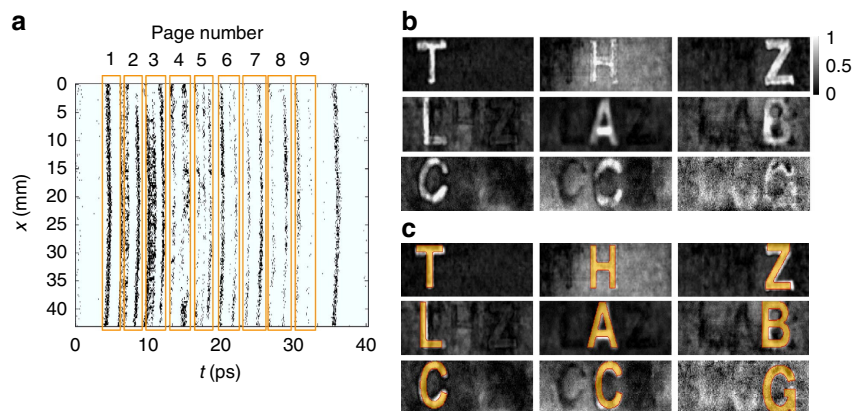 a
Page number
1 2 3 4 5 6 7 8 9
0
5
10
15
20
25
30
35
40
x (mm)
0 10 20 30 40
t (ps)
b
T H Z
L A B
C C G
1
0.5
0
c
T H Z
L A B
C C G